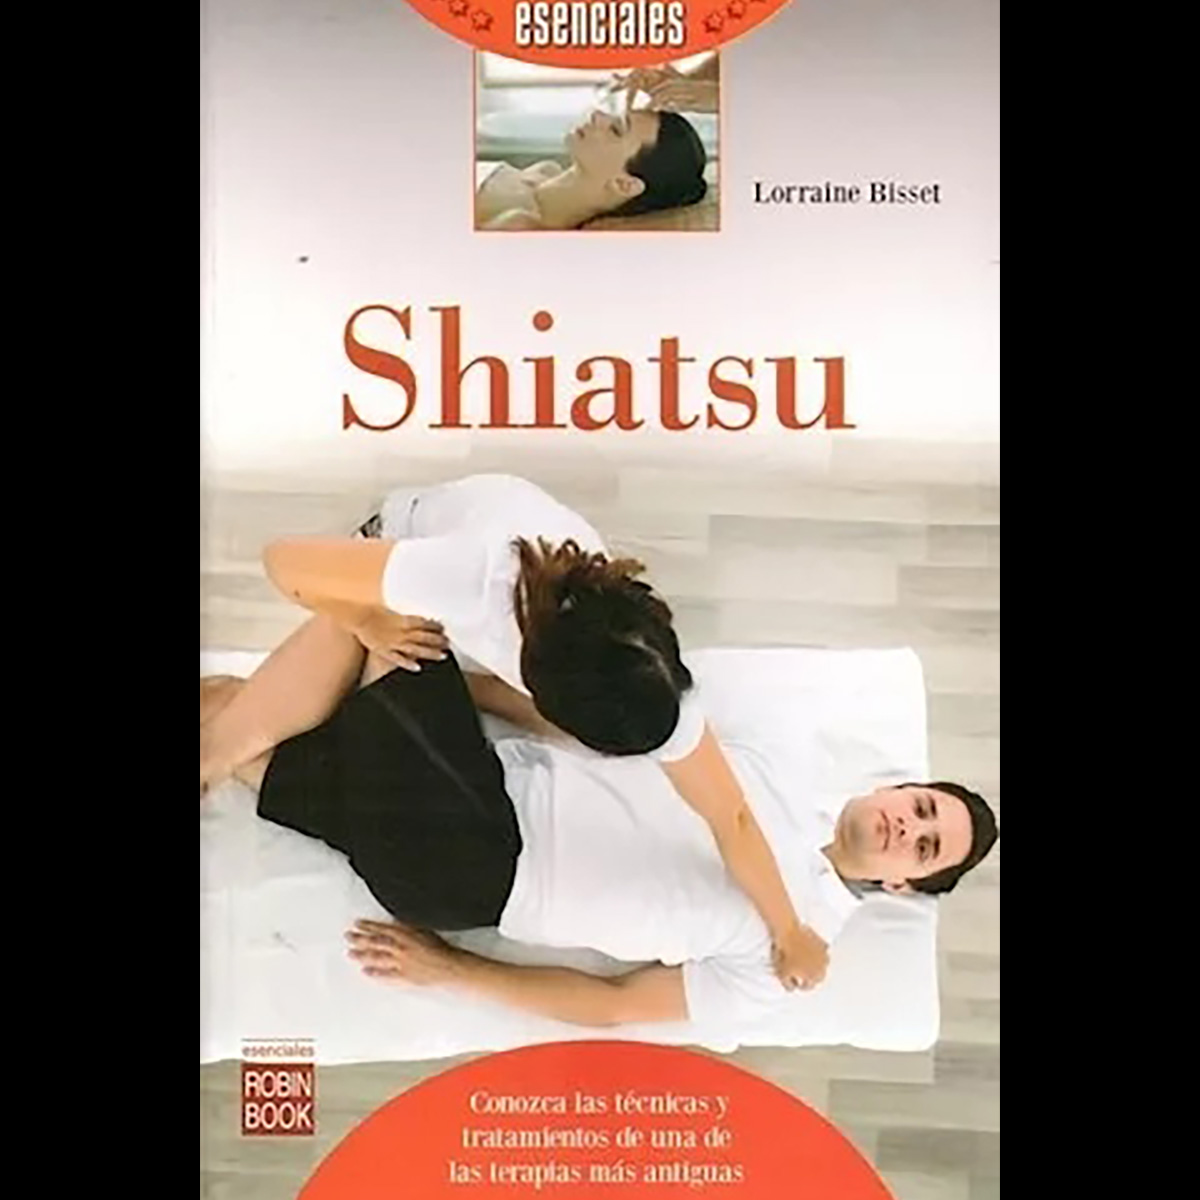 esenciales
Lorraine Bisset
Shiatsu
esenciales
ROBIN
BOOK
Conozca las técnicas y
tratamientos de una de
las terapias más antiguas